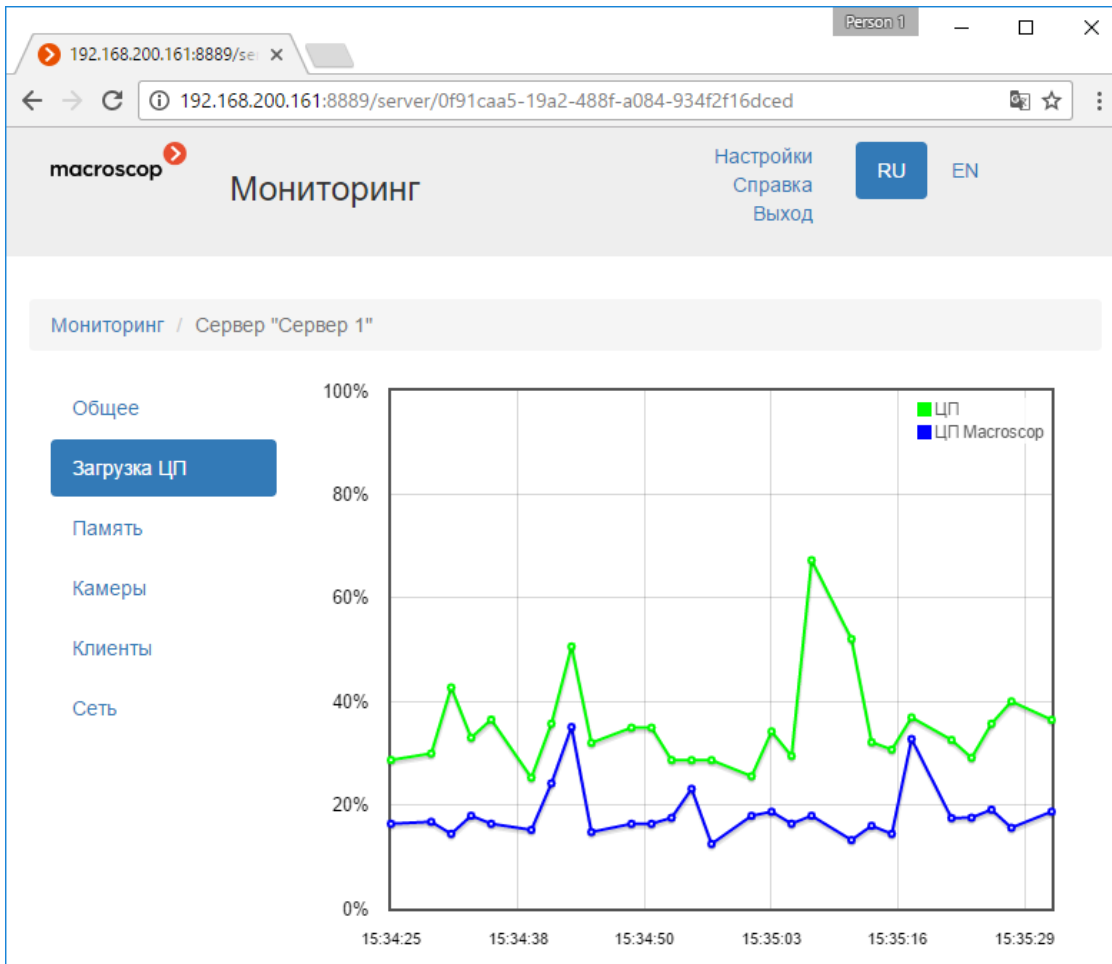 Person 1
192.168.200.161:8889/se
192.168.200.161:8889/server/0f91caa5-19a2-488f-a084-934f2f16dced
macroscop
Мониторинг
Настройки
Справка
Выход
RU
EN
Мониторинг / Сервер "Сервер 1"
Общее
Загрузка ЦП
Память
Камеры
Клиенты
Сеть
100%
80%
60%
40%
20%
0%
ЦП
ЦП Macroscop
15:34:25 15:34:38 15:34:50 15:35:03 15:35:16 15:35:29